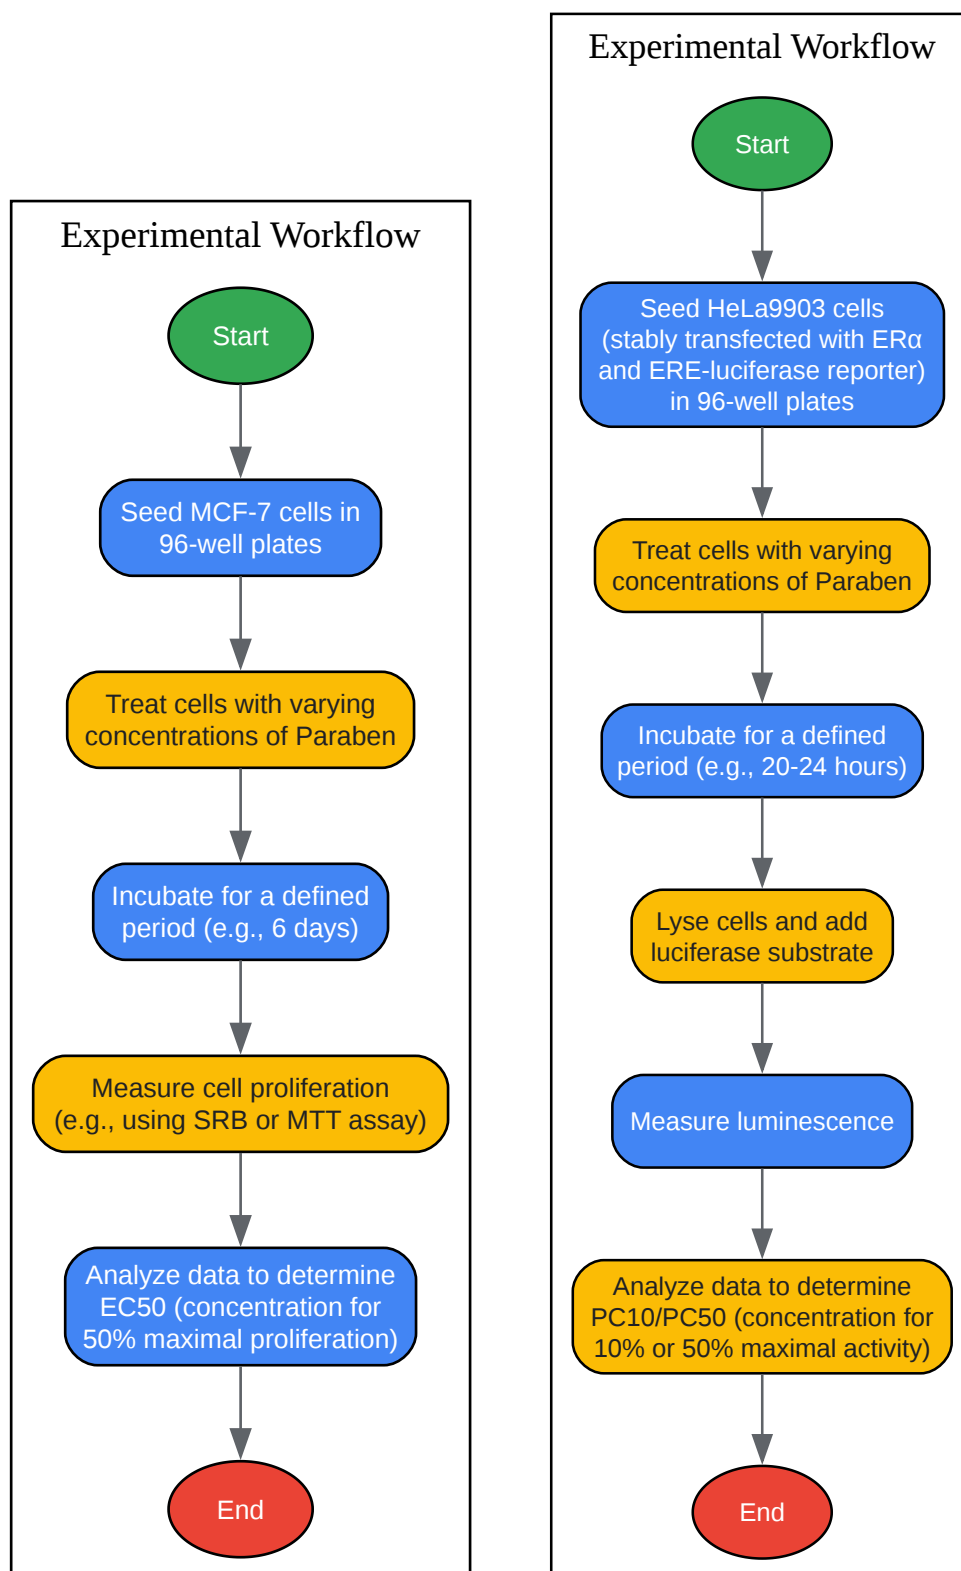 Experimental Workflow
Start
Seed MCF-7 cells in
96-well plates
Treat cells with varying
concentrations of Paraben
Incubate for a defined
period (e.g., 6 days)
Measure cell proliferation
(e.g., using SRB or MTT assay)
Analyze data to determine
EC50 (concentration for
50% maximal proliferation)
End
Experimental Workflow
Start
Seed HeLa9903 cells
(stably transfected with ERα
and ERE-luciferase reporter)
in 96-well plates
Treat cells with varying
concentrations of Paraben
Incubate for a defined
period (e.g., 20-24 hours)
Lyse cells and add
luciferase substrate
Measure luminescence
Analyze data to determine
PC10/PC50 (concentration for
10% or 50% maximal activity)
End